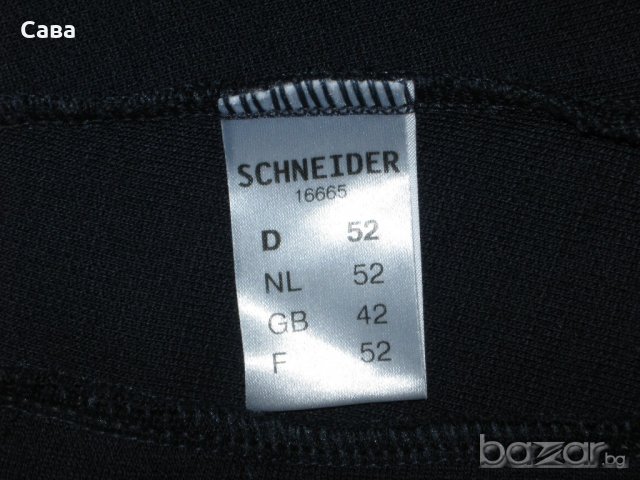 Сава
SCHNEIDER
16665
D 52
NL 52
GB 42
F 52
bazar.bg